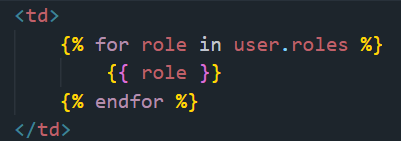 <td>
{% for role in user.roles %}
{{ role }}
{% endfor %}
</td>